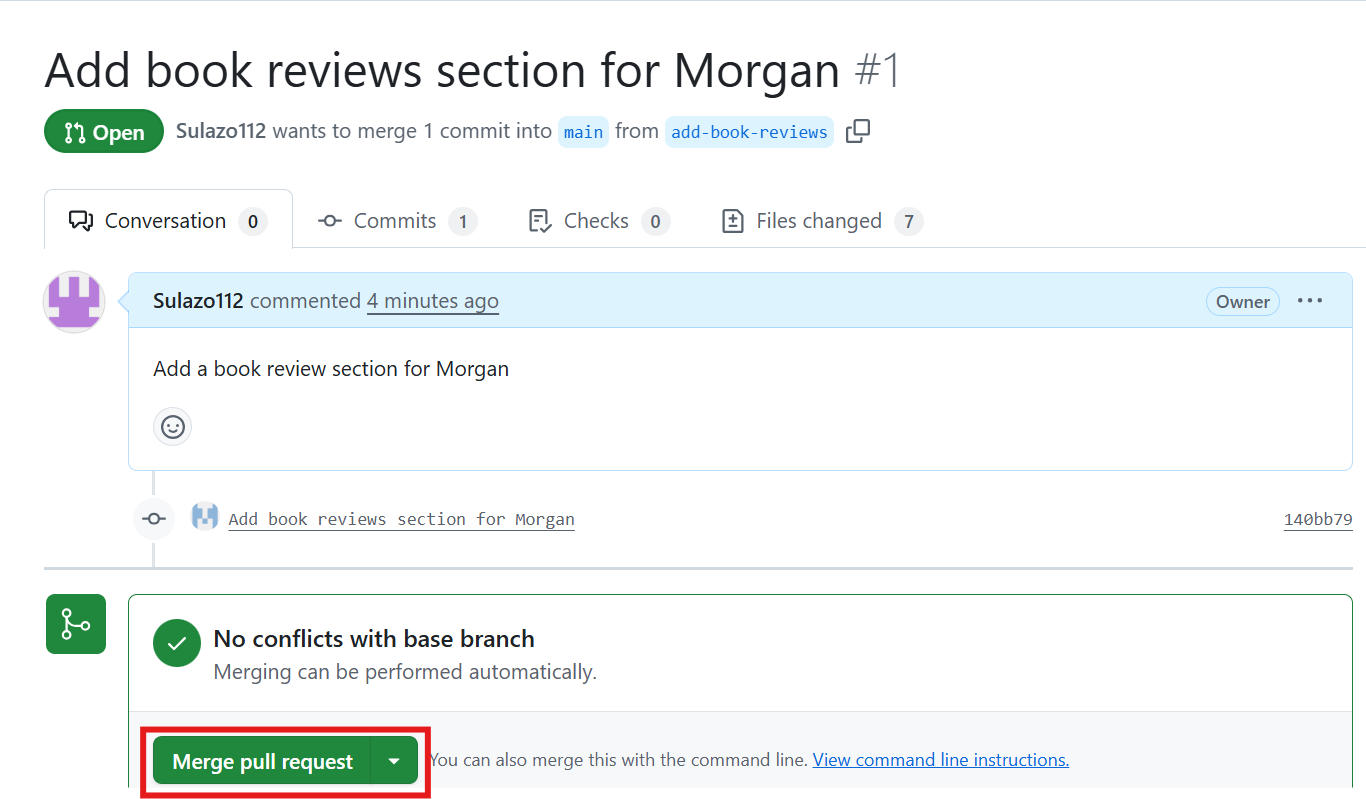 Add book reviews section for Morgan #1
Open Sulazo112 wants to merge 1 commit into main from add-book-reviews
Conversation 0 Commits 1 Checks 0 Files changed 7
Sulazo112 commented 4 minutes ago Owner
Add a book review section for Morgan
Add book reviews section for Morgan 140bb79
No conflicts with base branch
Merging can be performed automatically.
Merge pull request You can also merge this with the command line. View command line instructions.